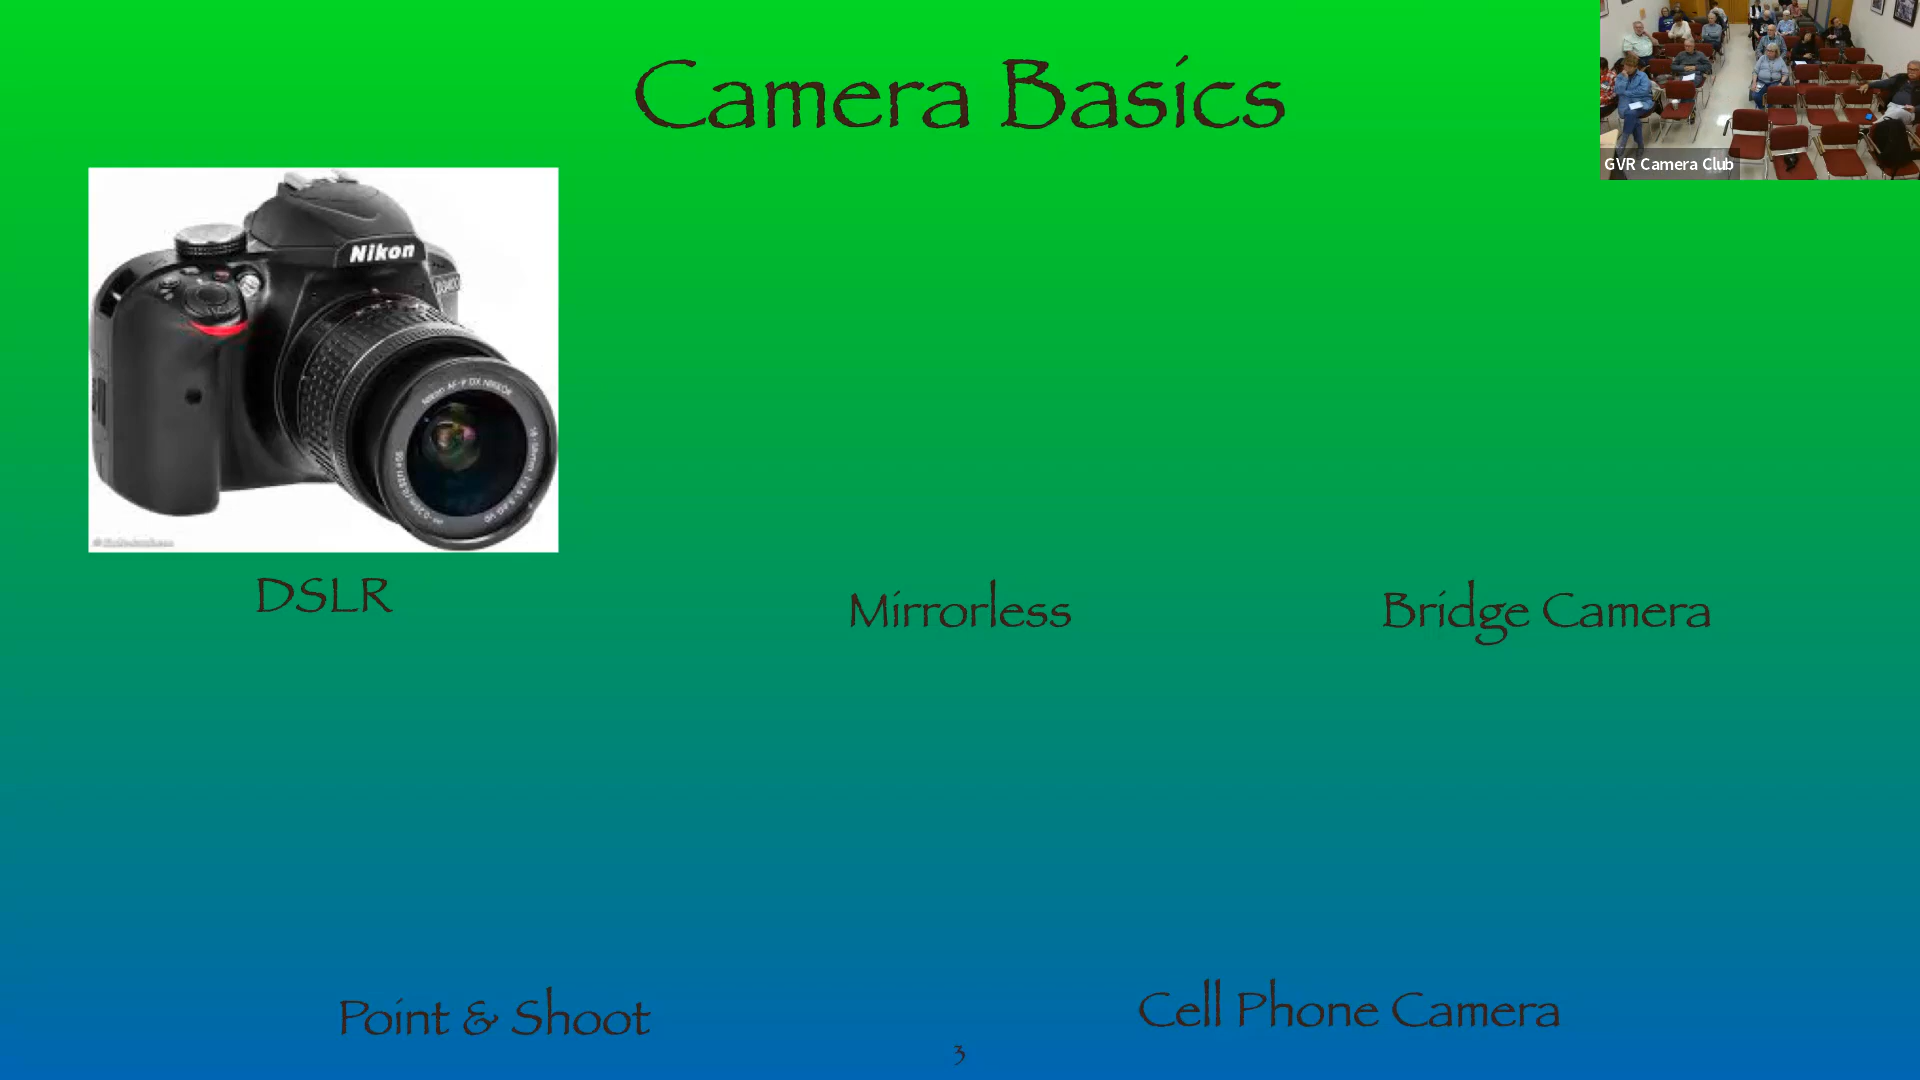 Camera Basics
GVR Camera Club
Nikon
DSLR
Mirrorless
Bridge Camera
Point & Shoot
Cell Phone Camera
3